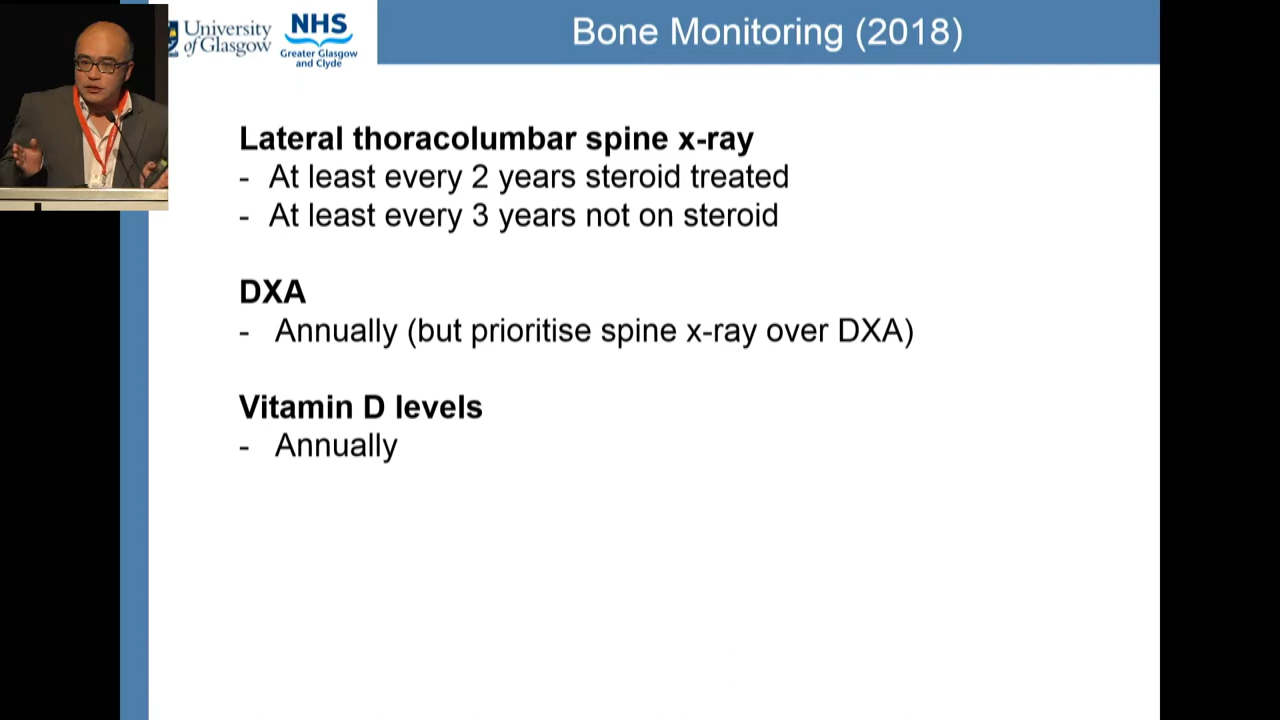 University
of Glasgow
NHS
Greater Glasgow
and Clyde
Bone Monitoring (2018)
Lateral thoracolumbar spine x-ray
- At least every 2 years steroid treated
- At least every 3 years not on steroid
DXA
- Annually (but prioritise spine x-ray over DXA)
Vitamin D levels
- Annually